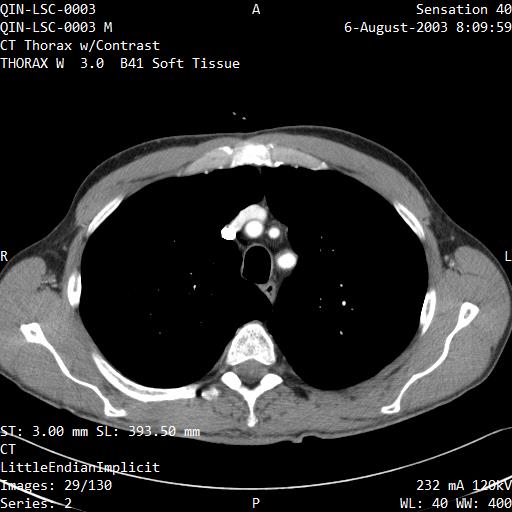 QIN-LSC-0003 A Sensation 40
QIN-LSC-0003 M 6-August-2003 8:09:59
CT Thorax w/Contrast
THORAX W 3.0 B41 Soft Tissue
R L
ST: 3.00 mm SL: 393.50 mm
CT
LittleEndianImplicit
Images: 29/130 232 mA 120kV
Series: 2 P WL: 40 WW: 400